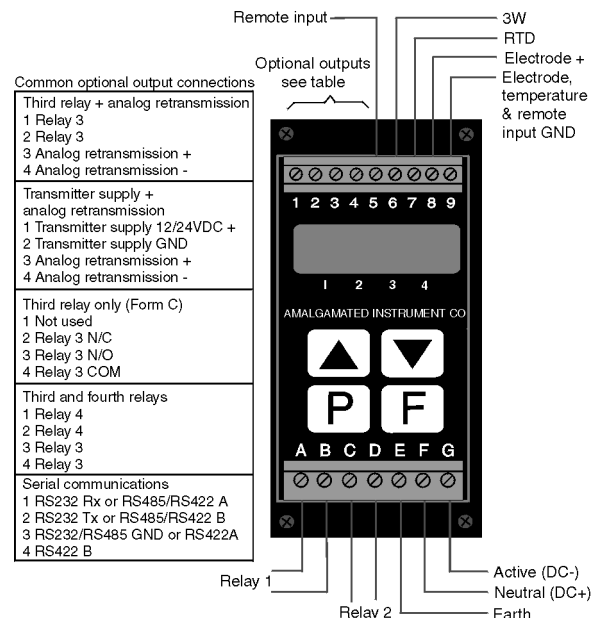 Remote input
3W
RTD
Electrode +
Electrode,
temperature
& remote
input GND
Optional outputs
see table
Common optional output connections
Third relay + analog retransmission
1 Relay 3
2 Relay 3
3 Analog retransmission +
4 Analog retransmission -
Transmitter supply +
analog retransmission
1 Transmitter supply 12/24VDC +
2 Transmitter supply GND
3 Analog retransmission +
4 Analog retransmission -
Third relay only (Form C)
1 Not used
2 Relay 3 N/C
3 Relay 3 N/O
4 Relay 3 COM
Third and fourth relays
1 Relay 4
2 Relay 4
3 Relay 3
4 Relay 3
Serial communications
1 RS232 Rx or RS485/RS422 A
2 RS232 Tx or RS485/RS422 B
3 RS232/RS485 GND or RS422A
4 RS422 B
1 2 3 4 5 6 7 8 9
1 2 3 4
AMALGAMATED INSTRUMENT CO
P F
A B C D E F G
Relay 1
Relay 2
Active (DC-)
Neutral (DC+)
Earth